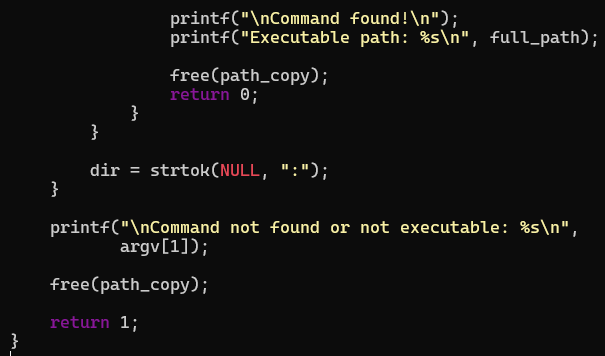 printf("\nCommand found!\n");
                printf("Executable path: %s\n", full_path);

                free(path_copy);
                return 0;
            }
        }

        dir = strtok(NULL, ":");
    }

    printf("\nCommand not found or not executable: %s\n",
           argv[1]);

    free(path_copy);

    return 1;
}